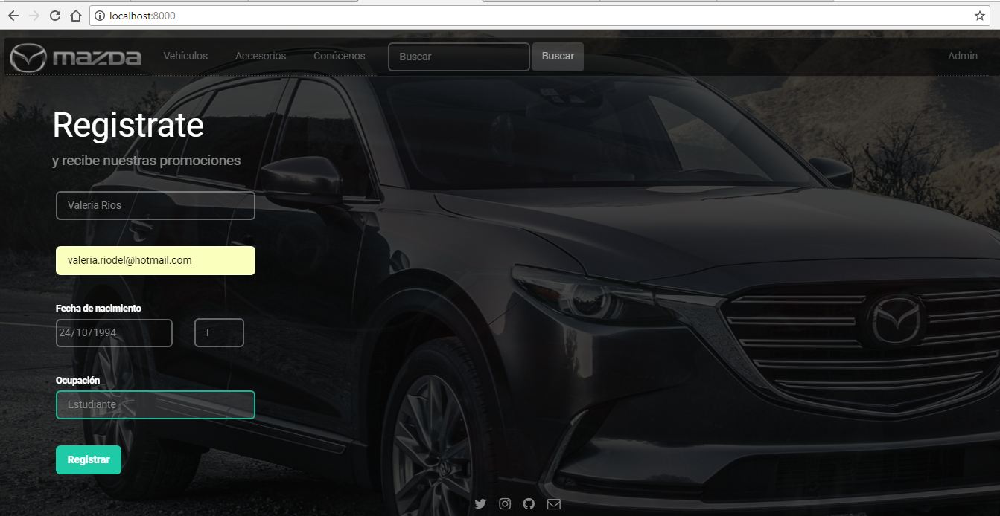 localhost:8000
mazda Vehículos Accesorios Conócenos Buscar Buscar Admin
Registrate
y recibe nuestras promociones
Valeria Rios
valeria.riodel@hotmail.com
Fecha de nacimiento
24/10/1994 F
Ocupación
Estudiante
Registrar